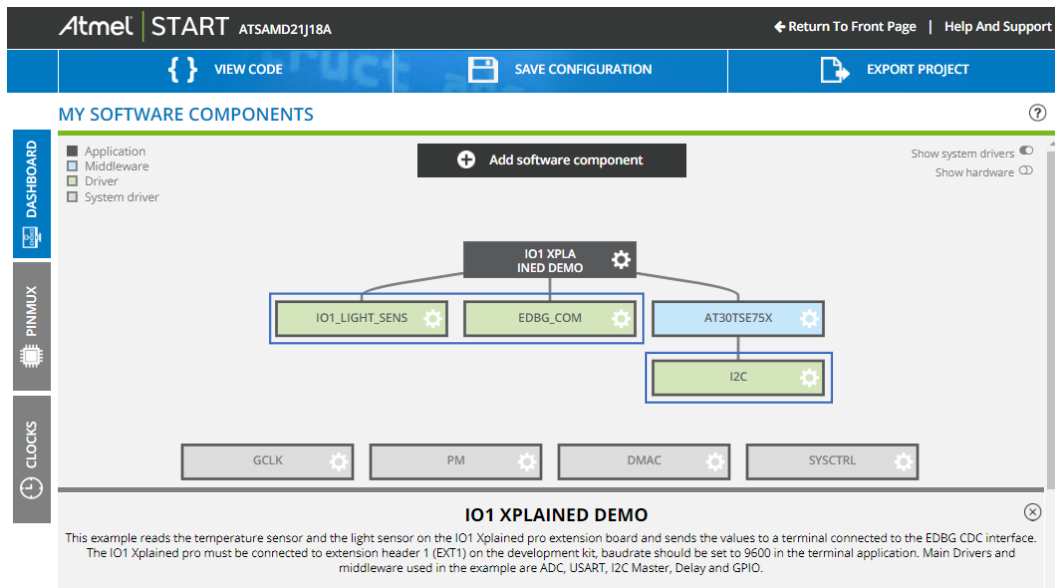 Atmel START ATSAMD21J18A
Return To Front Page | Help And Support
{ } VIEW CODE
SAVE CONFIGURATION
EXPORT PROJECT
MY SOFTWARE COMPONENTS
?
DASHBOARD
PINMUX
CLOCKS
Application
Middleware
Driver
System driver
Add software component
Show system drivers
Show hardware
IO1 XPLA
INED DEMO
IO1_LIGHT_SENS
EDBG_COM
AT30TSE75X
I2C
GCLK
PM
DMAC
SYSCTRL
IO1 XPLAINED DEMO
This example reads the temperature sensor and the light sensor on the IO1 Xplained pro extension board and sends the values to a terminal connected to the EDBG CDC interface.
The IO1 Xplained pro must be connected to extension header 1 (EXT1) on the development kit, baudrate should be set to 9600 in the terminal application. Main Drivers and
middleware used in the example are ADC, USART, I2C Master, Delay and GPIO.